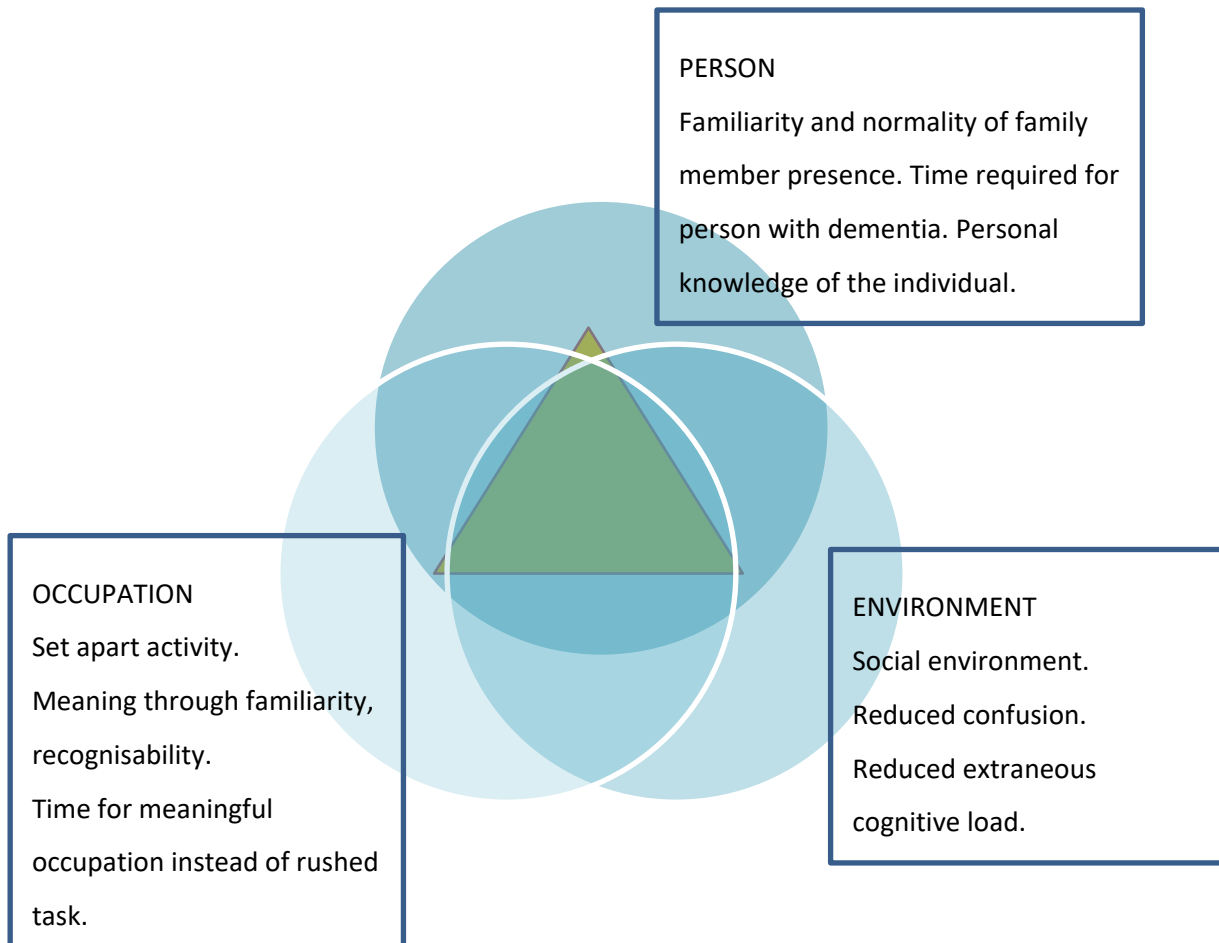 PERSON
Familiarity and normality of family
member presence. Time required for
person with dementia. Personal
knowledge of the individual.
OCCUPATION
Set apart activity.
Meaning through familiarity,
recognisability.
Time for meaningful
occupation instead of rushed
task.
ENVIRONMENT
Social environment.
Reduced confusion.
Reduced extraneous
cognitive load.